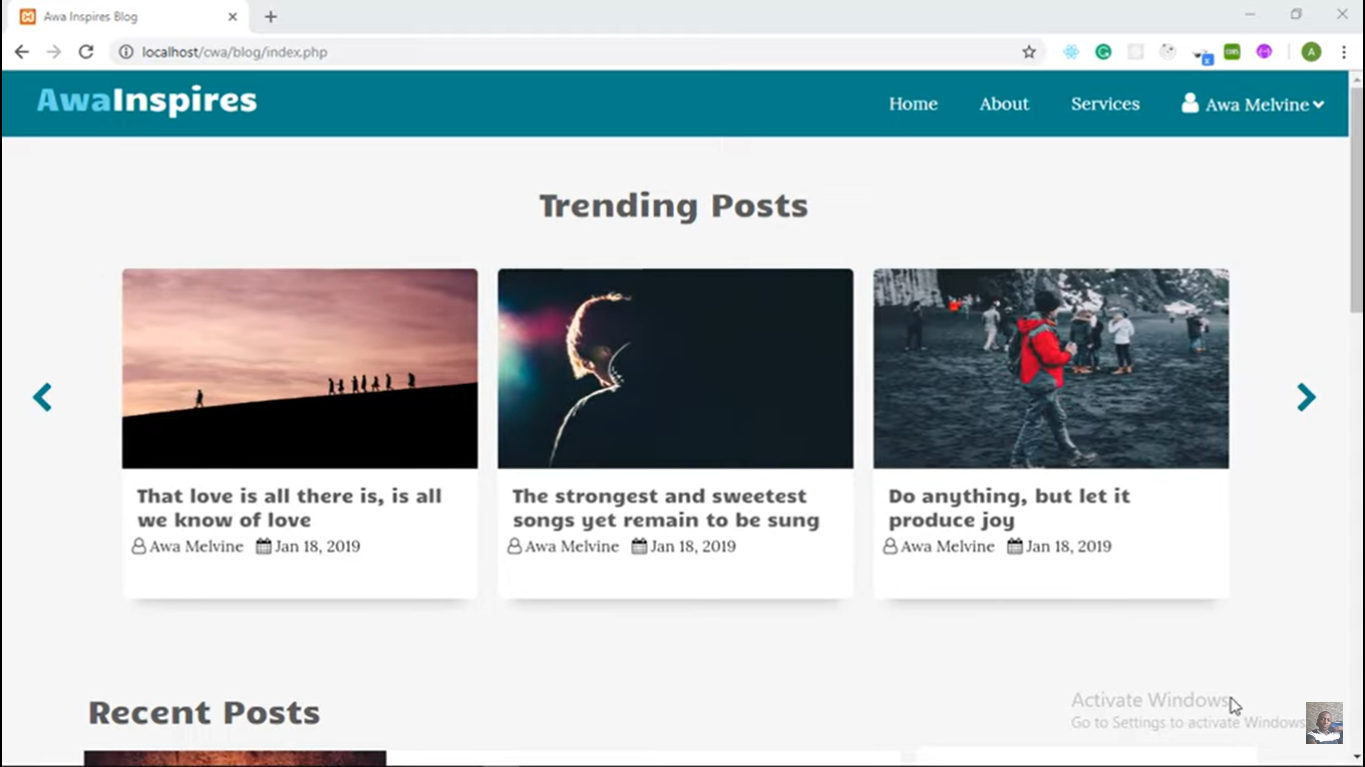 Awa Inspires Blog
localhost/cwa/blog/index.php
A
AwaInspires
Home About Services Awa Melvine
Trending Posts
That love is all there is, is all
we know of love
Awa Melvine Jan 18, 2019
The strongest and sweetest
songs yet remain to be sung
Awa Melvine Jan 18, 2019
Do anything, but let it
produce joy
Awa Melvine Jan 18, 2019
Recent Posts
Activate Windows
Go to Settings to activate Windows